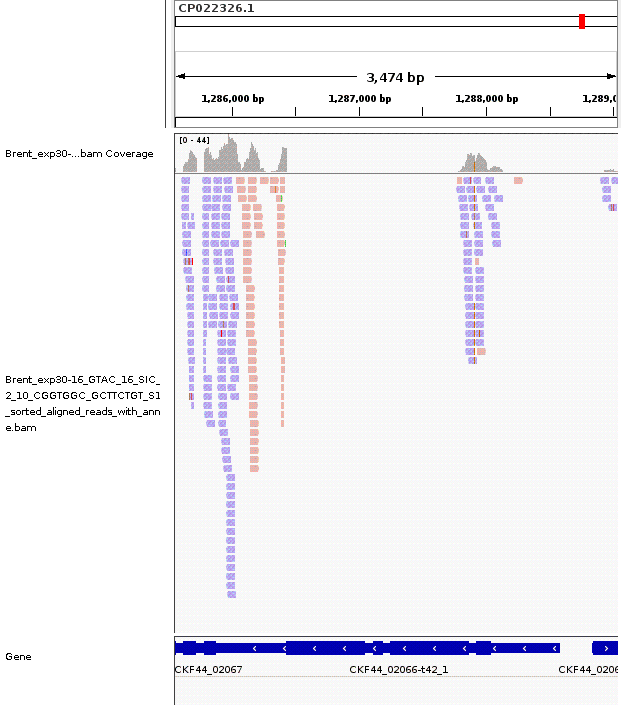 CP022326.1
3,474 bp
1,286,000 bp
1,287,000 bp
1,288,000 bp
1,289,0
[0 - 44]
Brent_exp30-...bam Coverage
Brent_exp30-16_GTAC_16_SIC_
2_10_CGGTGGC_GCTTCTGT_S1
_sorted_aligned_reads_with_ann
e.bam
Gene
CKF44_02067
CKF44_02066-t42_1
CKF44_0206